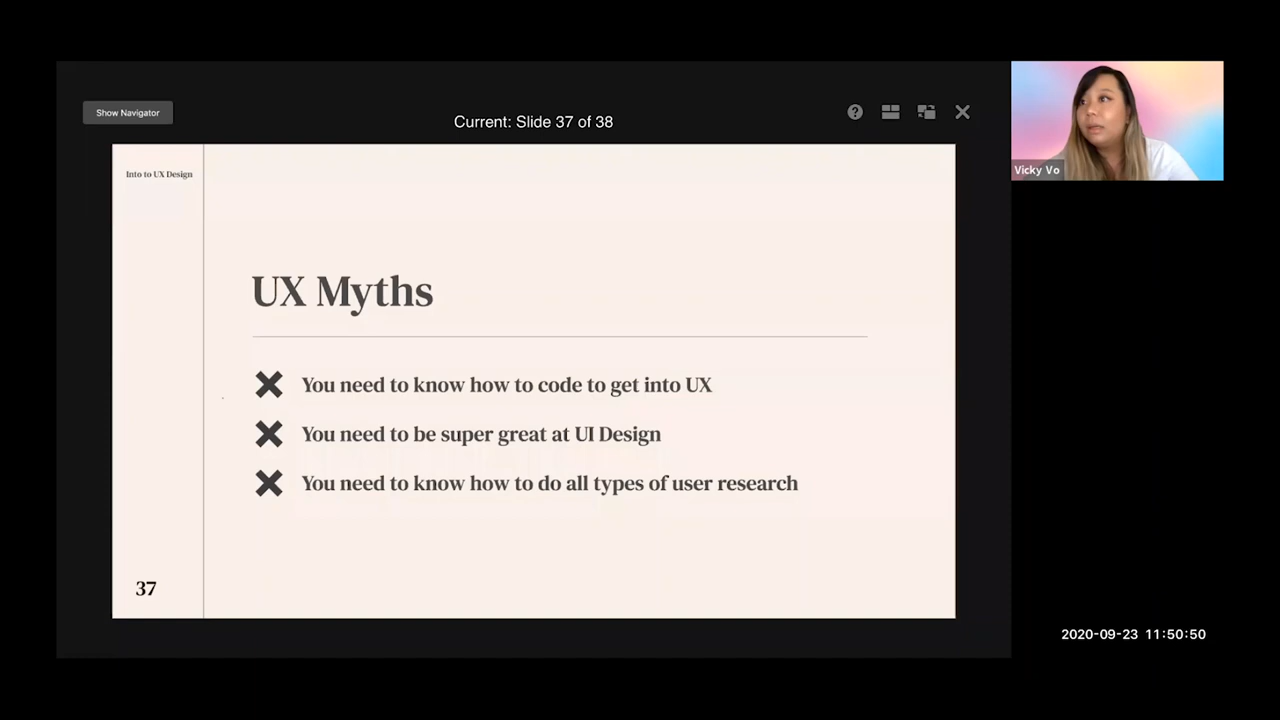 Show Navigator
Current: Slide 37 of 38
Into to UX Design
UX Myths
You need to know how to code to get into UX
You need to be super great at UI Design
You need to know how to do all types of user research
37
Vicky Vo
2020-09-23 11:50:50